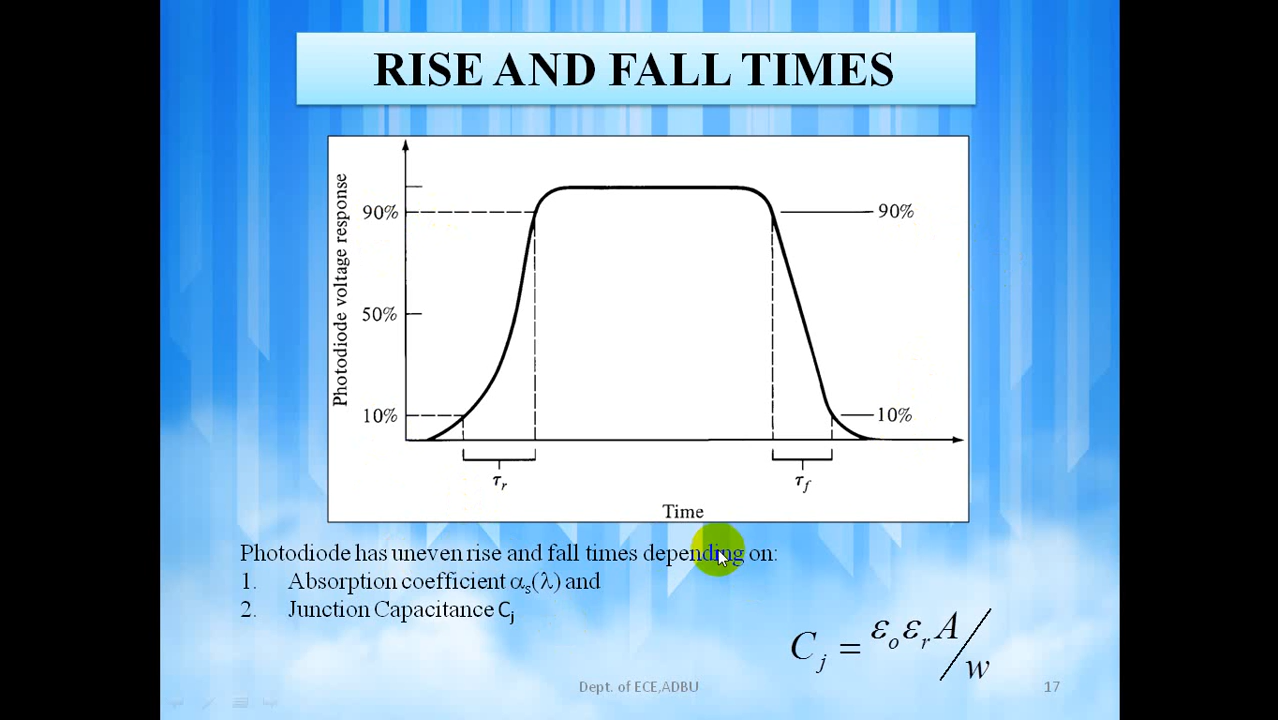 RISE AND FALL TIMES
Photodiode voltage response
90%
50%
10%
90%
10%
τr
τf
Time
Photodiode has uneven rise and fall times depending on:
1. Absorption coefficient αs(λ) and
2. Junction Capacitance Cj
Cj = εoεrA/w
Dept. of ECE,ADBU
17